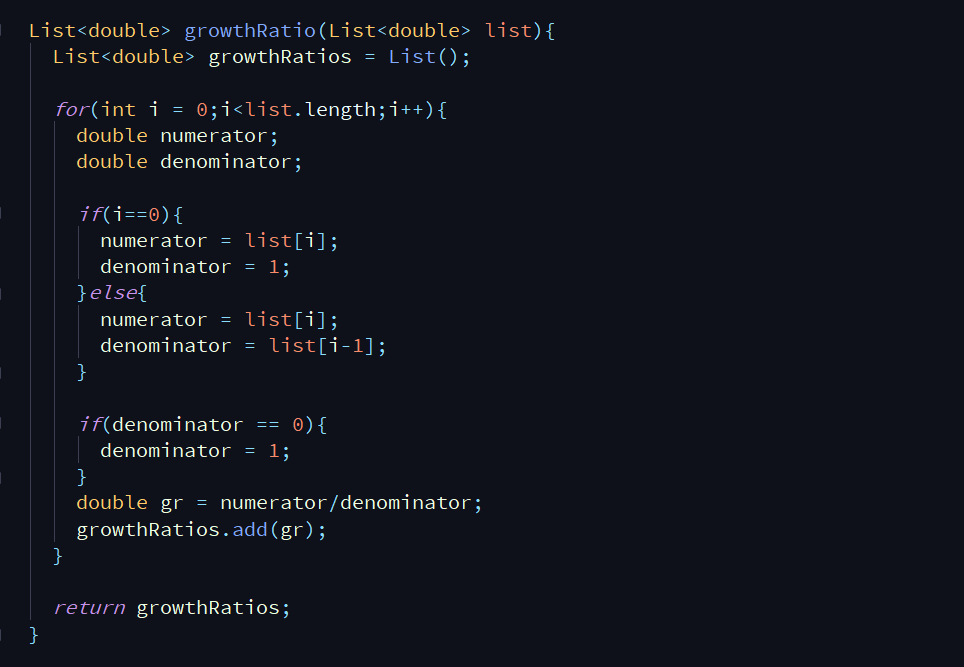 List<double> growthRatio(List<double> list){
  List<double> growthRatios = List();
  for(int i = 0;i<list.length;i++){
    double numerator;
    double denominator;
    if(i==0){
      numerator = list[i];
      denominator = 1;
    }else{
      numerator = list[i];
      denominator = list[i-1];
    }
    if(denominator == 0){
      denominator = 1;
    }
    double gr = numerator/denominator;
    growthRatios.add(gr);
  }
  return growthRatios;
}